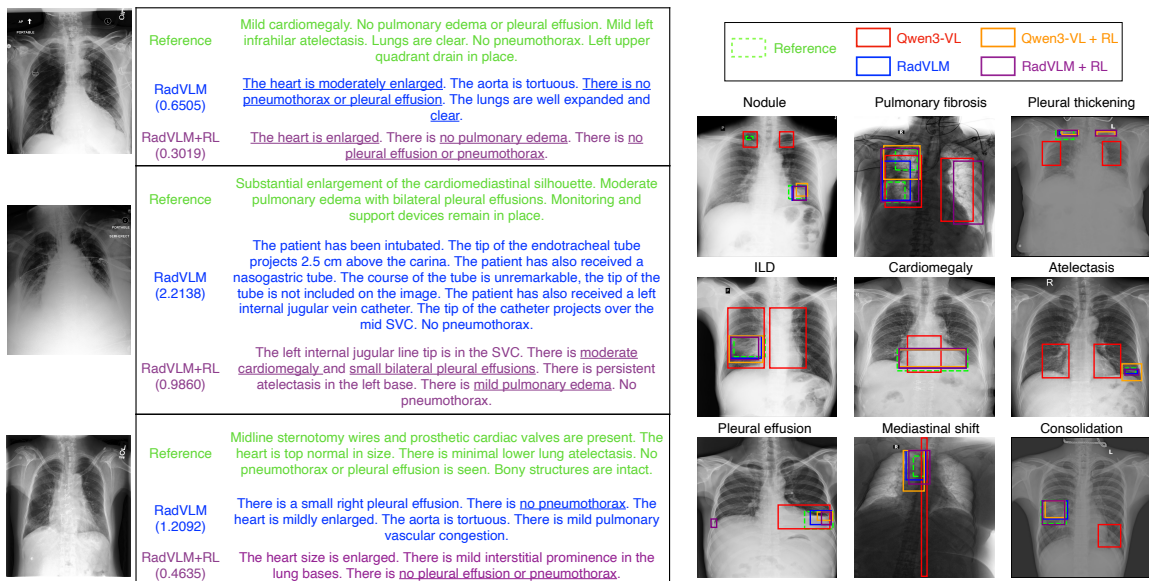 Reference
Mild cardiomegaly. No pulmonary edema or pleural effusion. Mild left
infrahilar atelectasis. Lungs are clear. No pneumothorax. Left upper
quadrant drain in place.
RadVLM
(0.6505)
The heart is moderately enlarged. The aorta is tortuous. There is no
pneumothorax or pleural effusion. The lungs are well expanded and
clear.
RadVLM+RL
(0.3019)
The heart is enlarged. There is no pulmonary edema. There is no
pleural effusion or pneumothorax.
Reference
Substantial enlargement of the cardiomediastinal silhouette. Moderate
pulmonary edema with bilateral pleural effusions. Monitoring and
support devices remain in place.
RadVLM
(2.2138)
The patient has been intubated. The tip of the endotracheal tube
projects 2.5 cm above the carina. The patient has also received a
nasogastric tube. The course of the tube is unremarkable, the tip of the
tube is not included on the image. The patient has also received a left
internal jugular vein catheter. The tip of the catheter projects over the
mid SVC. No pneumothorax.
RadVLM+RL
(0.9860)
The left internal jugular line tip is in the SVC. There is moderate
cardiomegaly and small bilateral pleural effusions. There is persistent
atelectasis in the left base. There is mild pulmonary edema. No
pneumothorax.
Reference
Midline sternotomy wires and prosthetic cardiac valves are present. The
heart is top normal in size. There is minimal lower lung atelectasis. No
pneumothorax or pleural effusion is seen. Bony structures are intact.
RadVLM
(1.2092)
There is a small right pleural effusion. There is no pneumothorax. The
heart is mildly enlarged. The aorta is tortuous. There is mild pulmonary
vascular congestion.
RadVLM+RL
(0.4635)
The heart size is enlarged. There is mild interstitial prominence in the
lung bases. There is no pleural effusion or pneumothorax.
AP
PORTABLE
PORTABLE
Reference
Qwen3-VL
Qwen3-VL + RL
RadVLM
RadVLM + RL
Nodule
Pulmonary fibrosis
Pleural thickening
R
L
ILD
Cardiomegaly
Atelectasis
R
Pleural effusion
Mediastinal shift
Consolidation
L